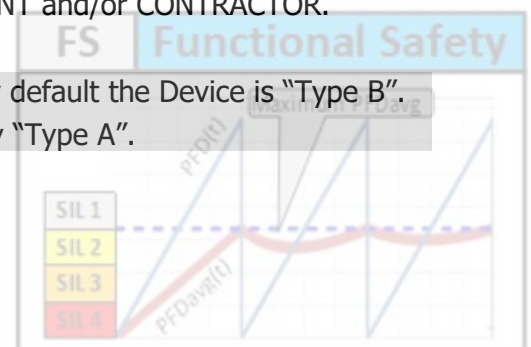 NT and/or CONTRACTOR.
FS Functional Safety
default the Device is “Type B”.
Maximum PFDavg
“Type A”.
PFD(t)
SIL 1
SIL 2
SIL 3
SIL 4
PFDavg(t)